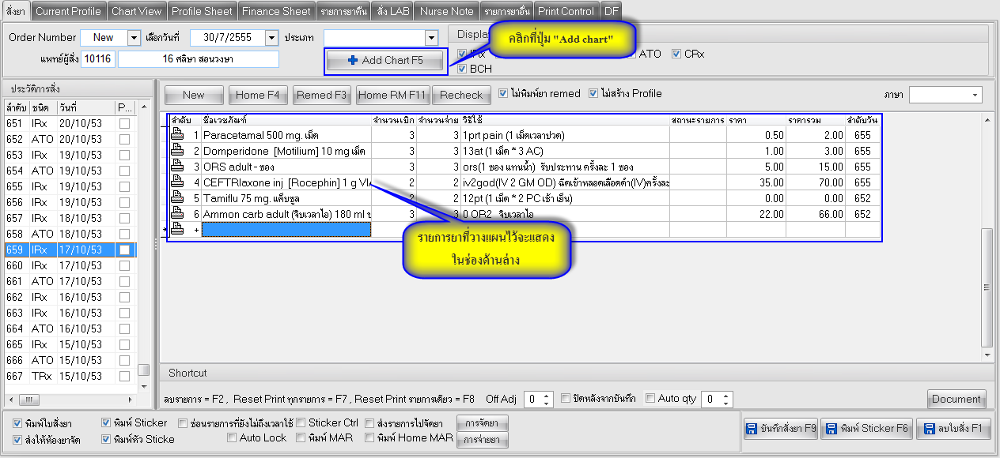 สั่งยา Current Profile Chart View Profile Sheet Finance Sheet รายการยาคืน สั่ง LAB Nurse Note รายการยาอื่น Print Control DF
Order Number New เลือกวันที่ 30/7/2555 ประเภท
แพทย์ผู้สั่ง 10116 16 ศลิษา สอนวงษา
Add Chart F5
คลิกที่ปุ่ม "Add chart"
ATO CRx
BCH
ประวัติการสั่ง
ลำดับ ชนิด วันที่ P...
651 IRx 20/10/53
652 ATO 20/10/53
653 IRx 19/10/53
654 ATO 19/10/53
655 IRx 19/10/53
656 IRx 19/10/53
657 IRx 18/10/53
658 ATO 18/10/53
659 IRx 17/10/53
660 IRx 17/10/53
661 ATO 17/10/53
662 IRx 16/10/53
663 IRx 16/10/53
664 ATO 16/10/53
665 IRx 15/10/53
666 ATO 15/10/53
667 TRx 15/10/53
New Home F4 Remed F3 Home RM F11 Recheck ไม่พิมพ์ยา remed ไม่สร้าง Profile ภาษา
ลำดับ ชื่อเวชภัณฑ์ จำนวนเบิก จำนวนจ่าย วิธีใช้ สถานะรายการ ราคา ราคารวม ลำดับวัน
1 Paracetamal 500 mg. เม็ด 3 3 1prt pain (1 เม็ดเวลาปวด) 0.50 2.00 655
2 Domperidone [Motilium] 10 mg เม็ด 3 3 13at (1 เม็ด * 3 AC) 1.00 3.00 655
3 ORS adult - ซอง 3 3 ors(1 ซอง แทนน้ำ) รับประทาน ครั้งละ 1 ซอง 5.00 15.00 655
4 CEFTRIaxone inj [Rocephin] 1 g VIA 2 2 iv2god(IV 2 GM OD) ฉีดเข้าหลอดเลือดดำ(IV)ครั้งละ 35.00 70.00 655
5 Tamiflu 75 mg. แค็บซูล 2 2 12pt (1 เม็ด * 2 PC เช้า เย็น) 0.00 0.00 652
6 Ammon carb adult (จิบเวลาไอ) 180 ml ข 3 3 0 OR2 จิบเวลาไอ 22.00 66.00 652
* +
รายการยาที่วางแผนไว้จะแสดง
ในช่องด้านล่าง
Shortcut
ลบรายการ = F2 , Reset Print ทุกรายการ = F7 , Reset Print รายการเดียว = F8 Off Adj 0 ปิดหลังจากบันทึก Auto qty 0 Document
พิมพ์ใบสั่งยา พิมพ์ Sticker ซ่อนรายการที่ยังไม่ถึงเวลาใช้ Sticker Ctrl ส่งรายการไปจัดยา การจัดยา
ส่งให้ห้องยาจัด พิมพ์หัว Sticke Auto Lock พิมพ์ MAR พิมพ์ Home MAR การจ่ายยา
บันทึกสั่งยา F9 พิมพ์ Sticker F6 ลบใบสั่ง F1